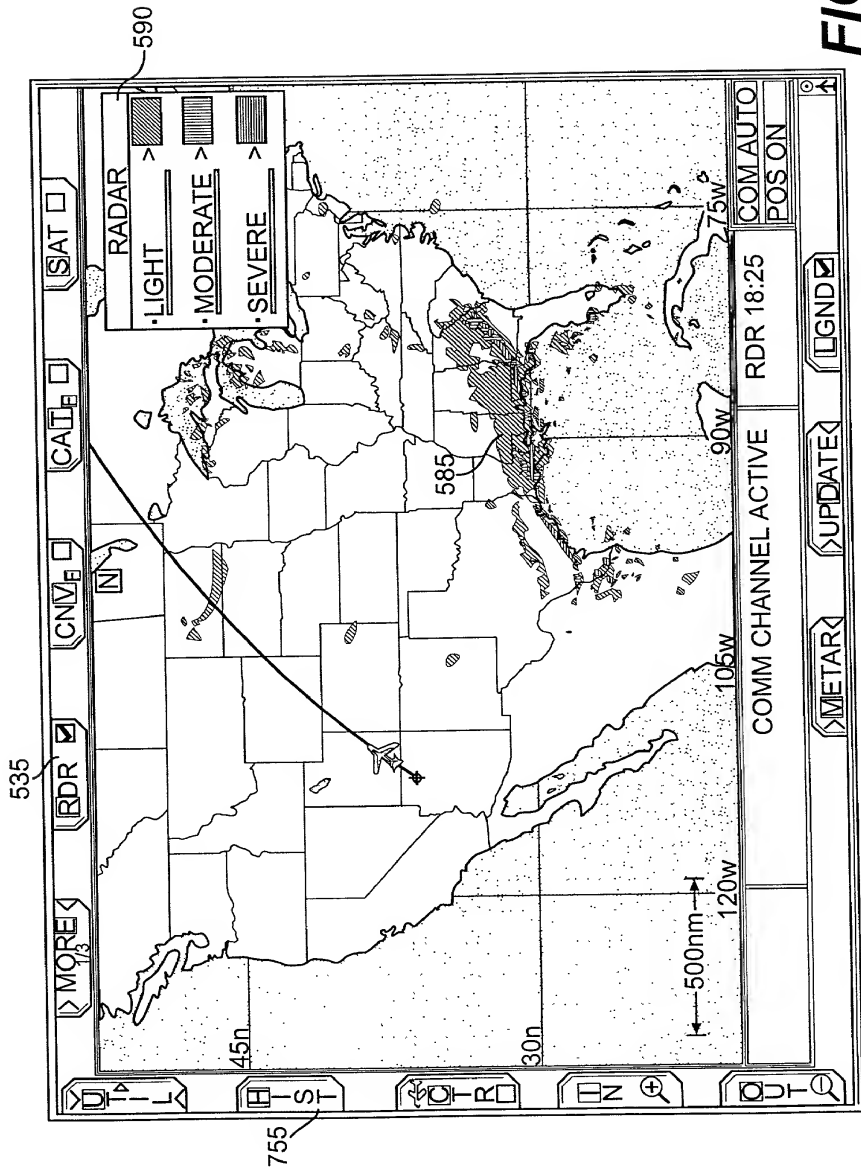 535
>MORE<
1/3
RDR
CNV
CAT
SAT
590
FIG
UTIL
HIST
755
CTR
IN
OUT
RADAR
LIGHT >
MODERATE >
SEVERE >
N
585
45n
30n
500nm
120w
105w
90w
75w
COMM CHANNEL ACTIVE
RDR 18:25
COM AUTO
POS ON
>METAR<
>UPDATE<
LGND